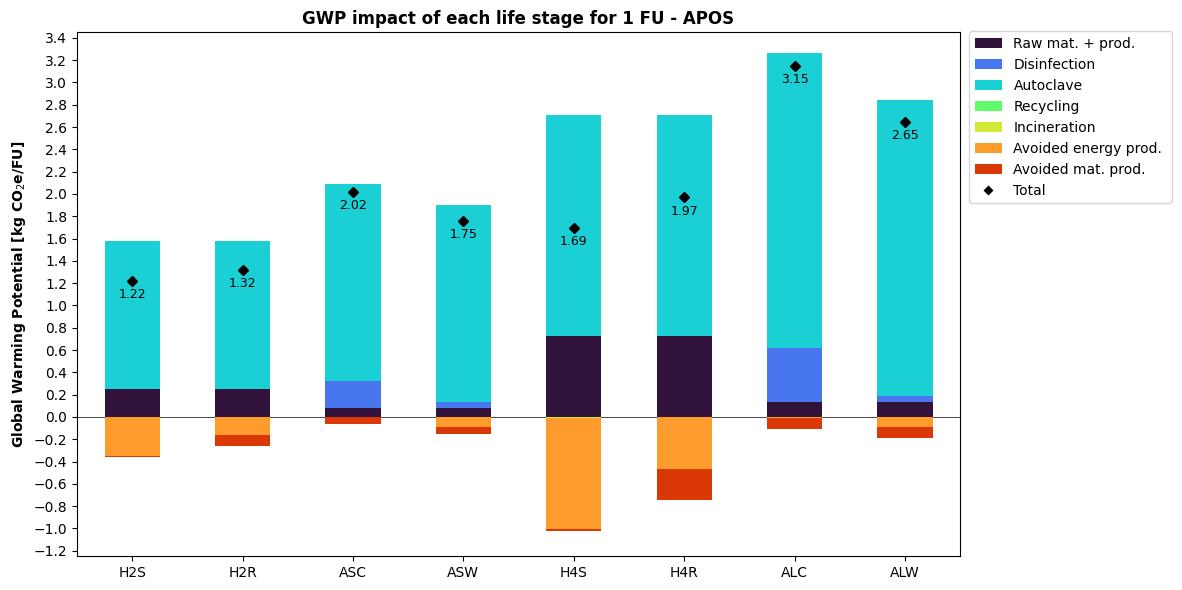 GWP impact of each life stage for 1 FU - APOS
Global Warming Potential [kg CO₂e/FU]
3.4
3.2
3.0
2.8
2.6
2.4
2.2
2.0
1.8
1.6
1.4
1.2
1.0
0.8
0.6
0.4
0.2
0.0
−0.2
−0.4
−0.6
−0.8
−1.0
−1.2
1.22
1.32
2.02
1.75
1.69
1.97
3.15
2.65
H2S
H2R
ASC
ASW
H4S
H4R
ALC
ALW
Raw mat. + prod.
Disinfection
Autoclave
Recycling
Incineration
Avoided energy prod.
Avoided mat. prod.
Total